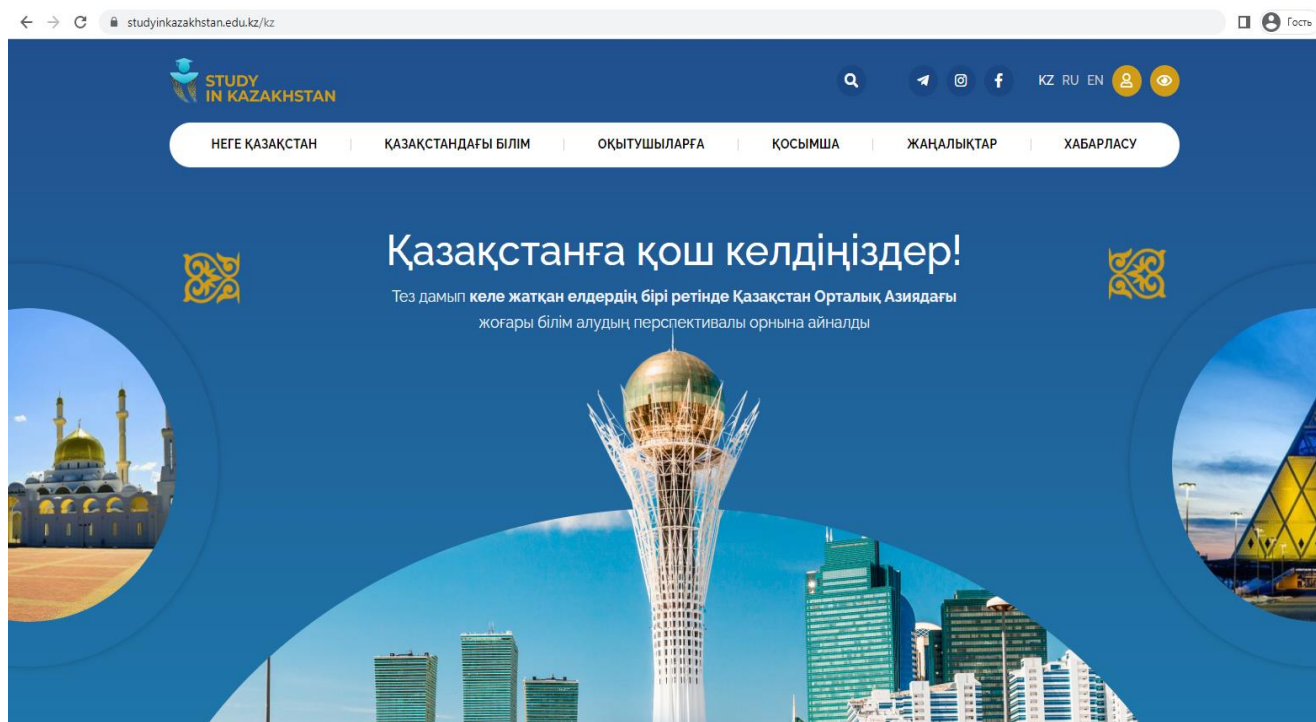 studyinkazakhstan.edu.kz/kz
Гость
STUDY
IN KAZAKHSTAN
KZ RU EN
НЕГЕ ҚАЗАҚСТАН
ҚАЗАҚСТАНДАҒЫ БІЛІМ
ОҚЫТУШЫЛАРҒА
ҚОСЫМША
ЖАҢАЛЫҚТАР
ХАБАРЛАСУ
Қазақстанға қош келдіңіздер!
Тез дамып келе жатқан елдердің бірі ретінде Қазақстан Орталық Азиядағы
жоғары білім алудың перспективалы орнына айналды